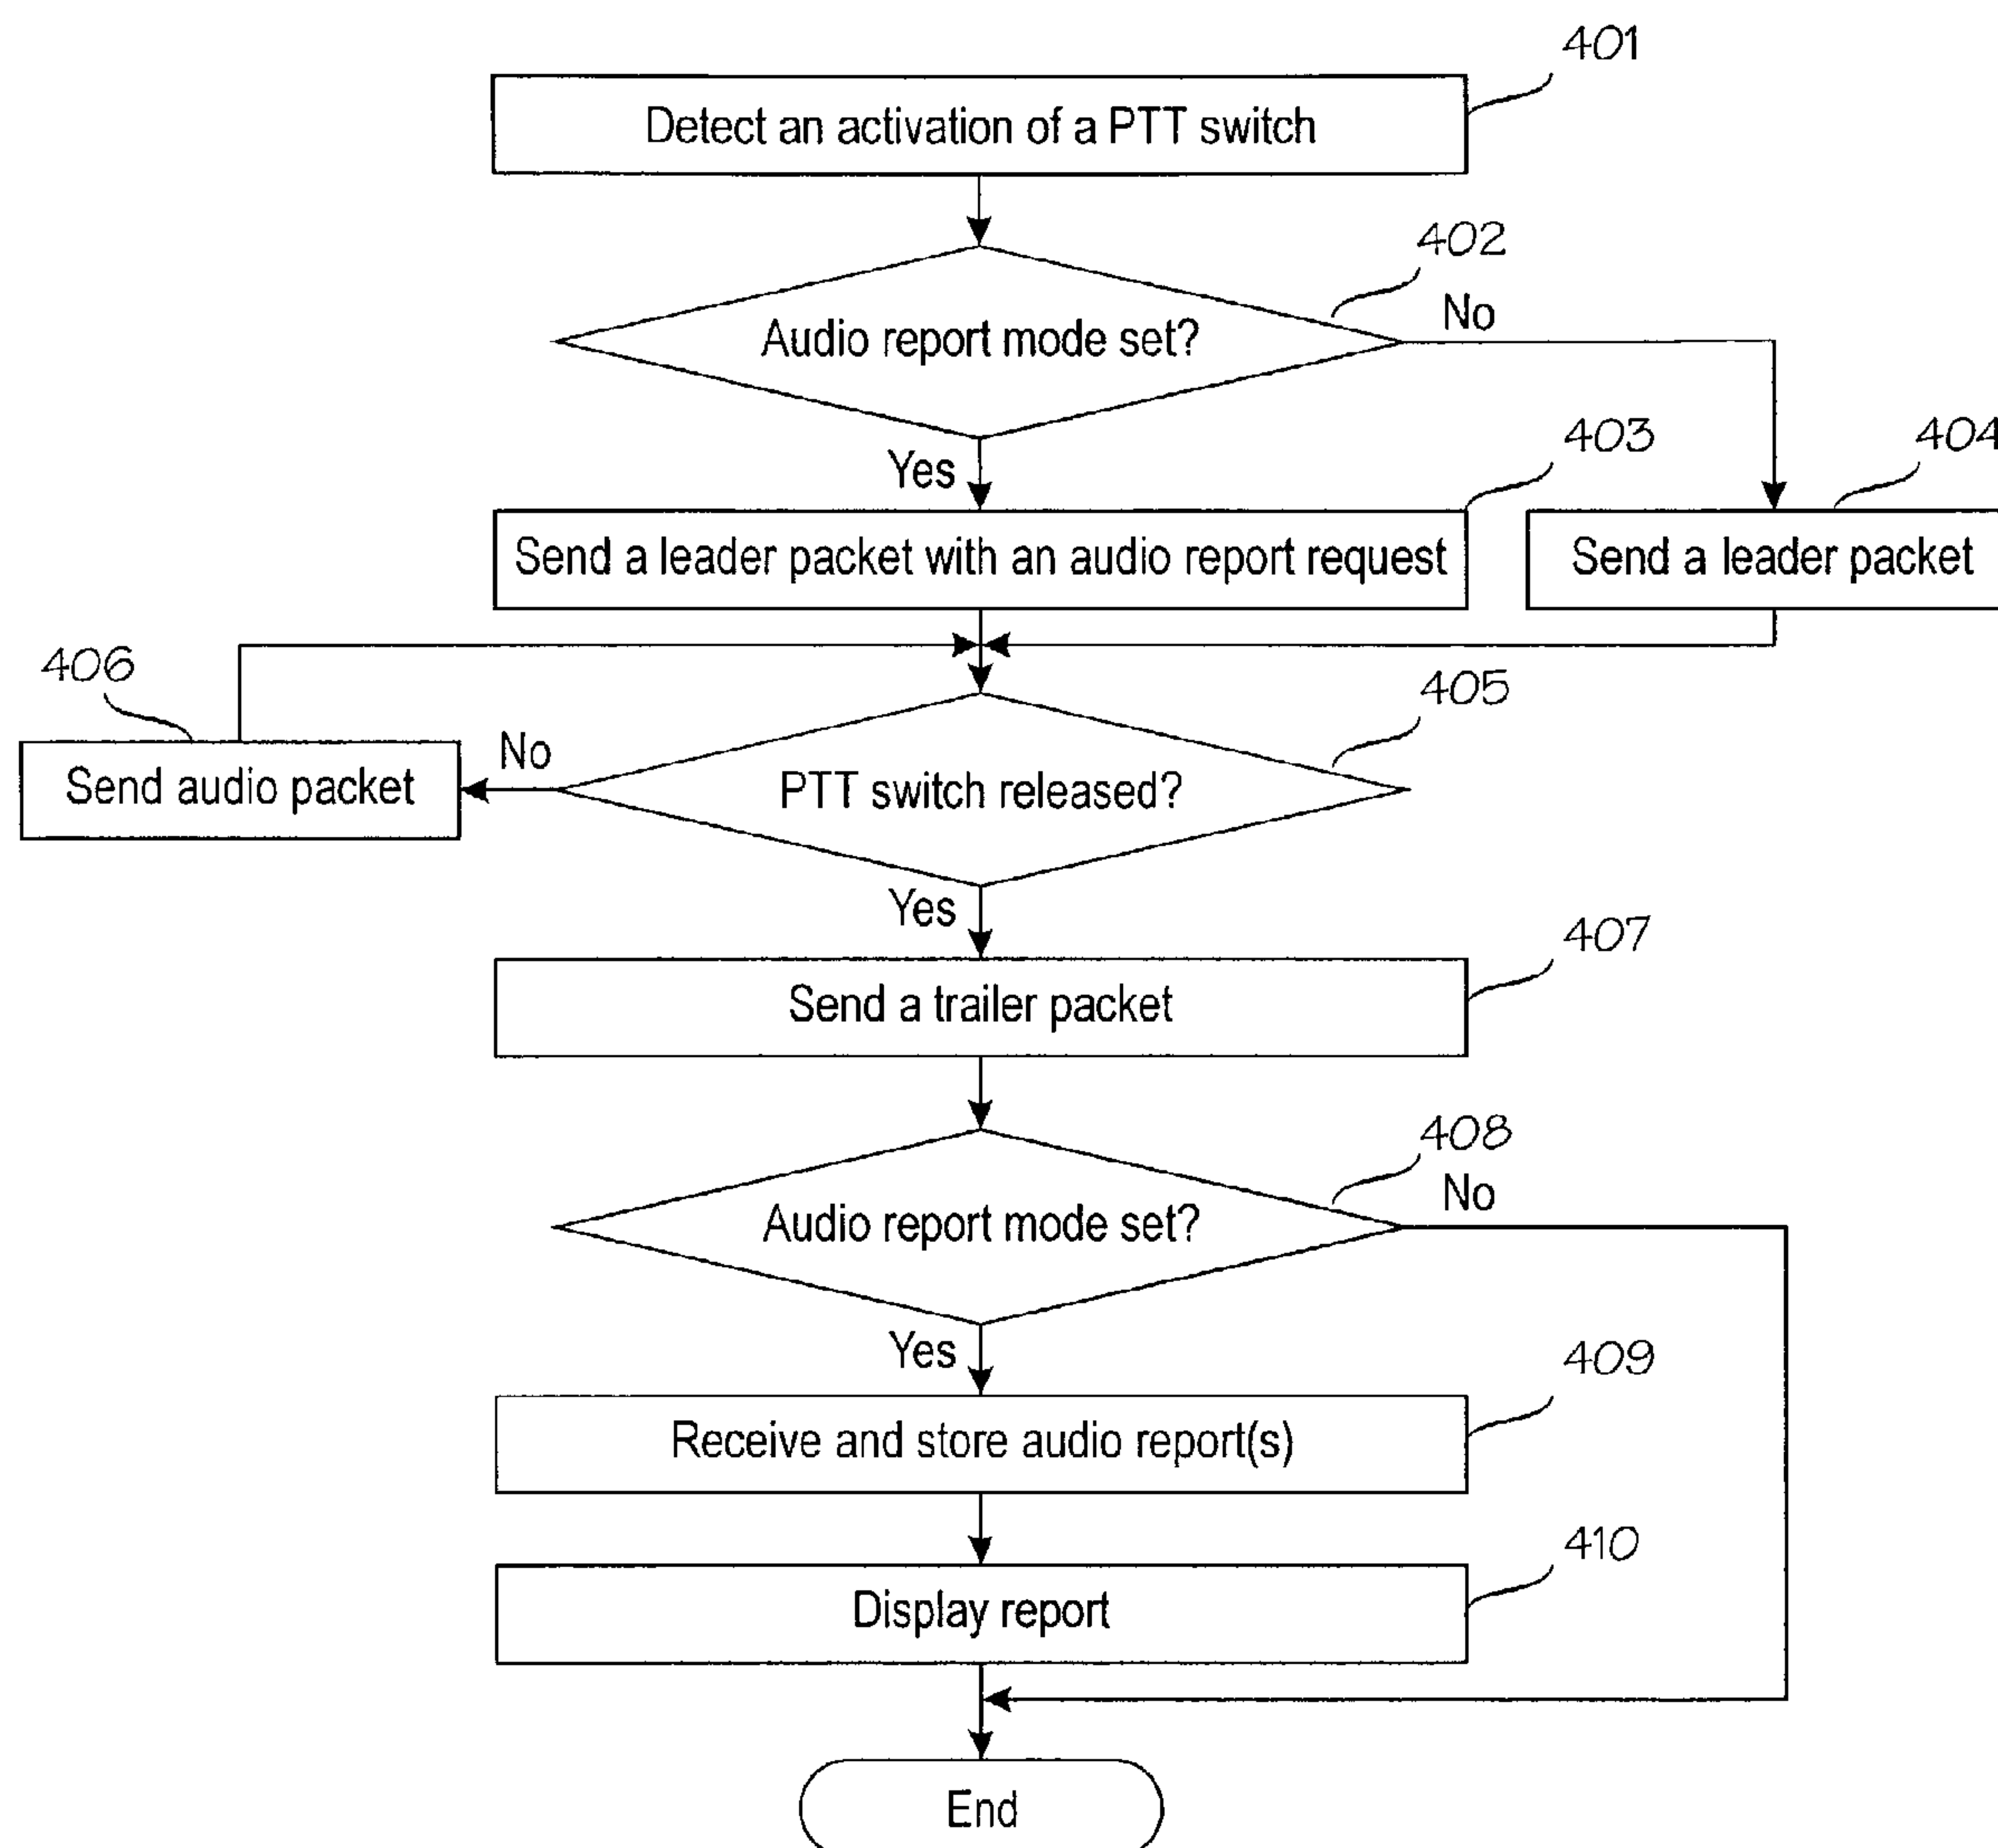 401
Detect an activation of a PTT switch
402
Audio report mode set?
No
Yes
403
404
Send a leader packet with an audio report request
Send a leader packet
406
405
Send audio packet
No
PTT switch released?
Yes
407
Send a trailer packet
408
Audio report mode set?
No
Yes
409
Receive and store audio report(s)
410
Display report
End